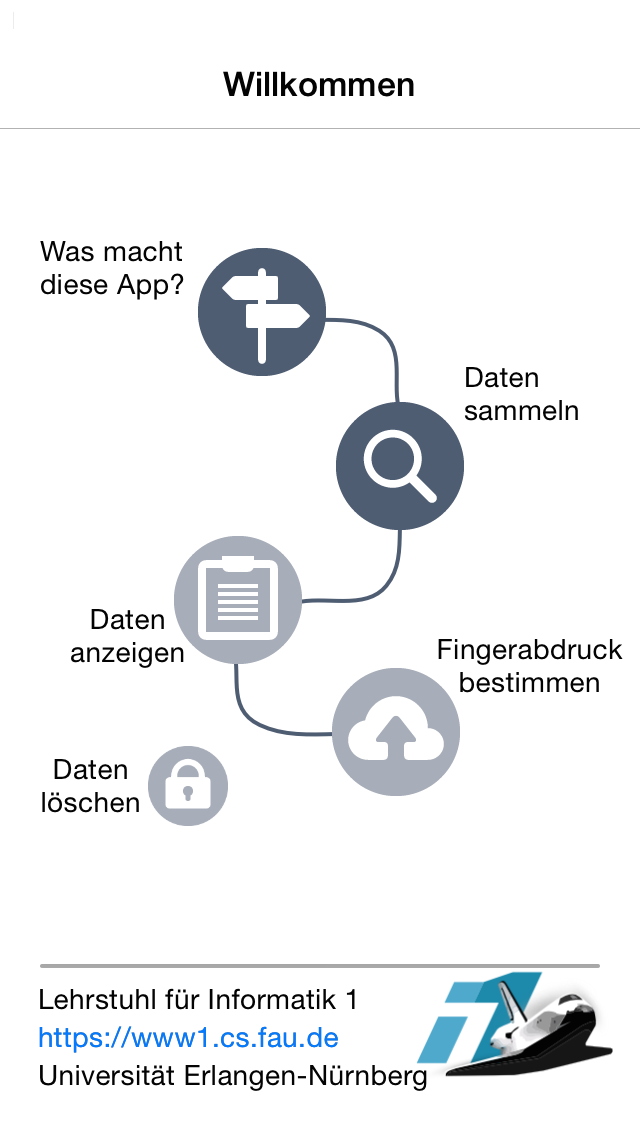 Willkommen
Was macht
diese App?
Daten
sammeln
Daten
anzeigen
Fingerabdruck
bestimmen
Daten
löschen
Lehrstuhl für Informatik 1
https://www1.cs.fau.de
Universität Erlangen-Nürnberg
i1